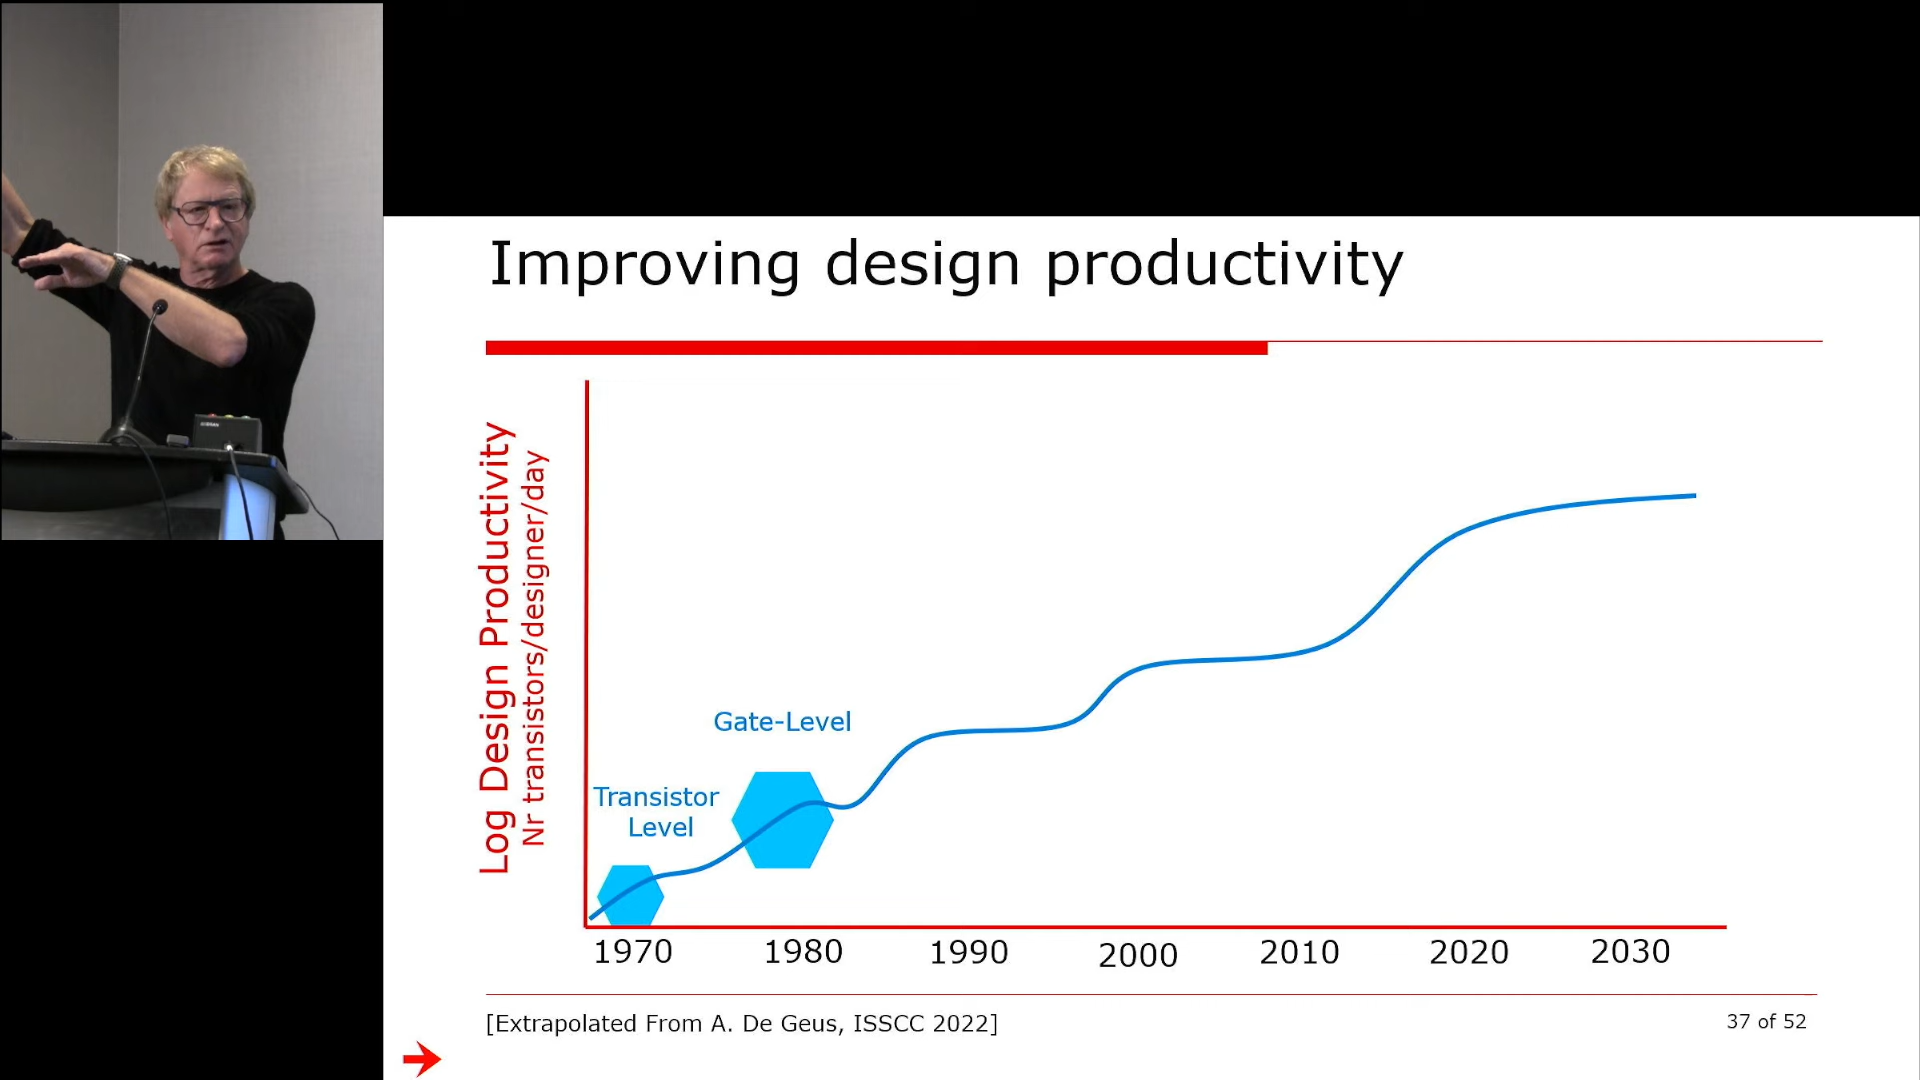 Improving design productivity
Log Design Productivity
Nr transistors/designer/day
Gate-Level
Transistor
Level
1970
1980
1990
2000
2010
2020
2030
[Extrapolated From A. De Geus, ISSCC 2022]
37 of 52